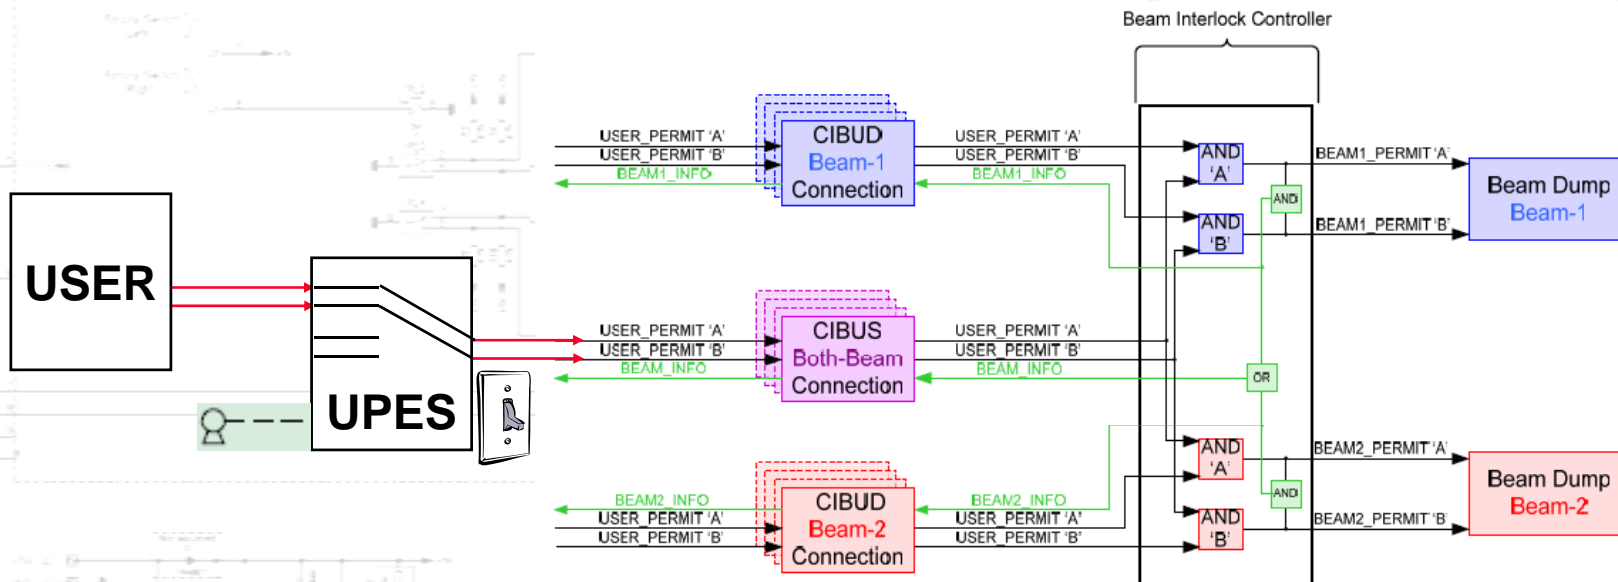 Beam Interlock Controller
USER_PERMIT 'A'
USER_PERMIT 'B'
BEAM1_INFO
CIBUD
Beam-1
Connection
USER_PERMIT 'A'
USER_PERMIT 'B'
BEAM1_INFO
AND
'A'
AND
AND
'B'
BEAM1_PERMIT 'A'
BEAM1_PERMIT 'B'
Beam Dump
Beam-1
USER
UPES
USER_PERMIT 'A'
USER_PERMIT 'B'
BEAM_INFO
CIBUS
Both-Beam
Connection
USER_PERMIT 'A'
USER_PERMIT 'B'
BEAM_INFO
OR
BEAM2_INFO
USER_PERMIT 'A'
USER_PERMIT 'B'
CIBUD
Beam-2
Connection
BEAM2_INFO
USER_PERMIT 'A'
USER_PERMIT 'B'
AND
'A'
AND
AND
'B'
BEAM2_PERMIT 'A'
BEAM2_PERMIT 'B'
Beam Dump
Beam-2